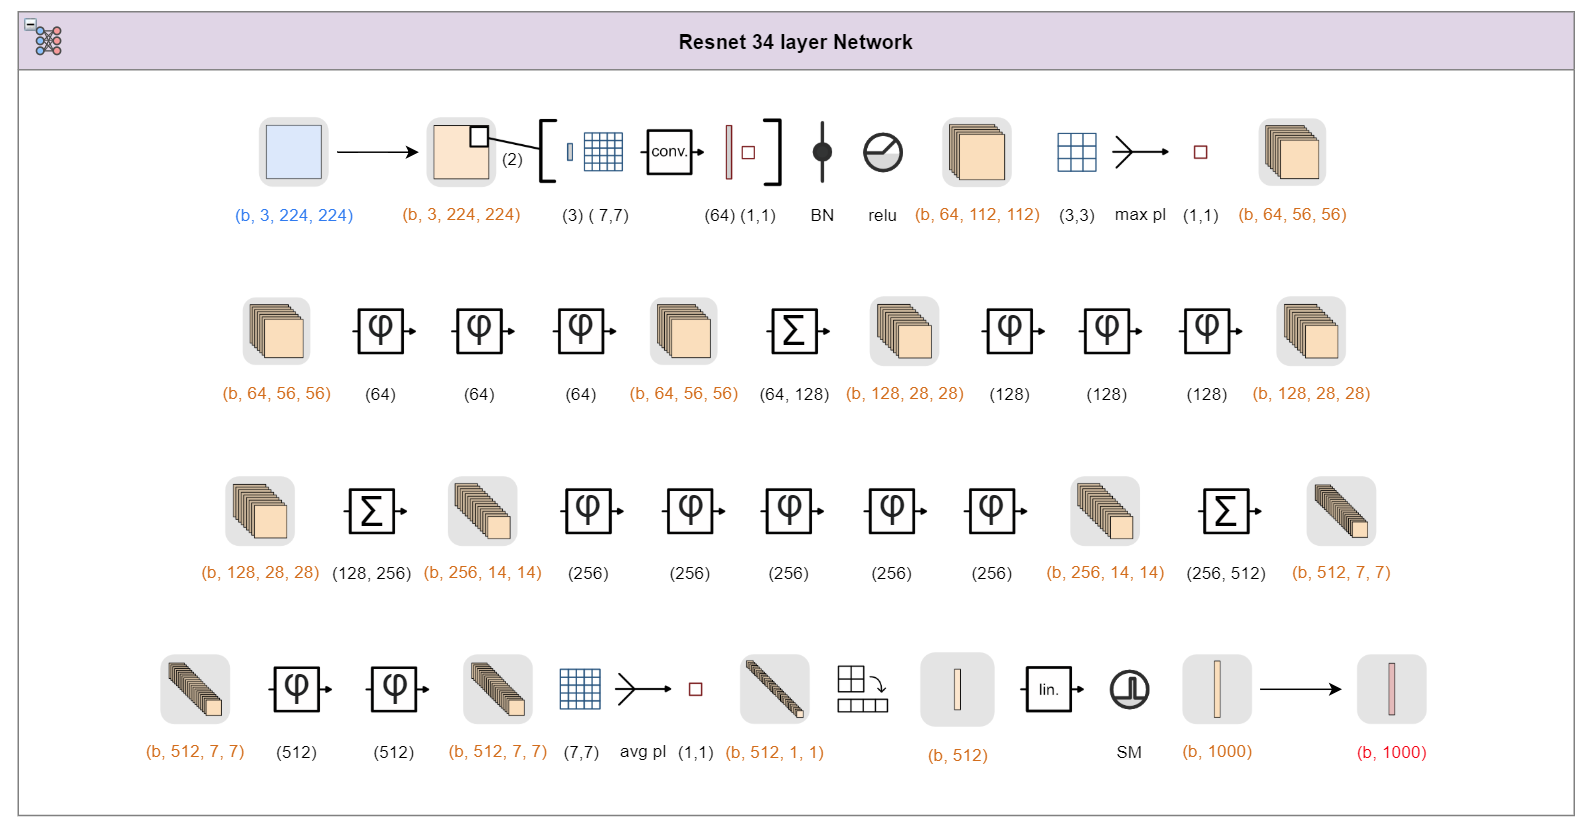 Resnet 34 layer Network
(2)
conv.
(b, 3, 224, 224) (b, 3, 224, 224) (3) ( 7,7) (64) (1,1) BN relu (b, 64, 112, 112) (3,3) max pl (1,1) (b, 64, 56, 56)
φ φ φ Σ φ φ φ
(b, 64, 56, 56) (64) (64) (64) (b, 64, 56, 56) (64, 128) (b, 128, 28, 28) (128) (128) (128) (b, 128, 28, 28)
Σ φ φ φ φ φ Σ
(b, 128, 28, 28) (128, 256) (b, 256, 14, 14) (256) (256) (256) (256) (256) (b, 256, 14, 14) (256, 512) (b, 512, 7, 7)
φ φ lin.
(b, 512, 7, 7) (512) (512) (b, 512, 7, 7) (7,7) avg pl (1,1) (b, 512, 1, 1) (b, 512) SM (b, 1000) (b, 1000)